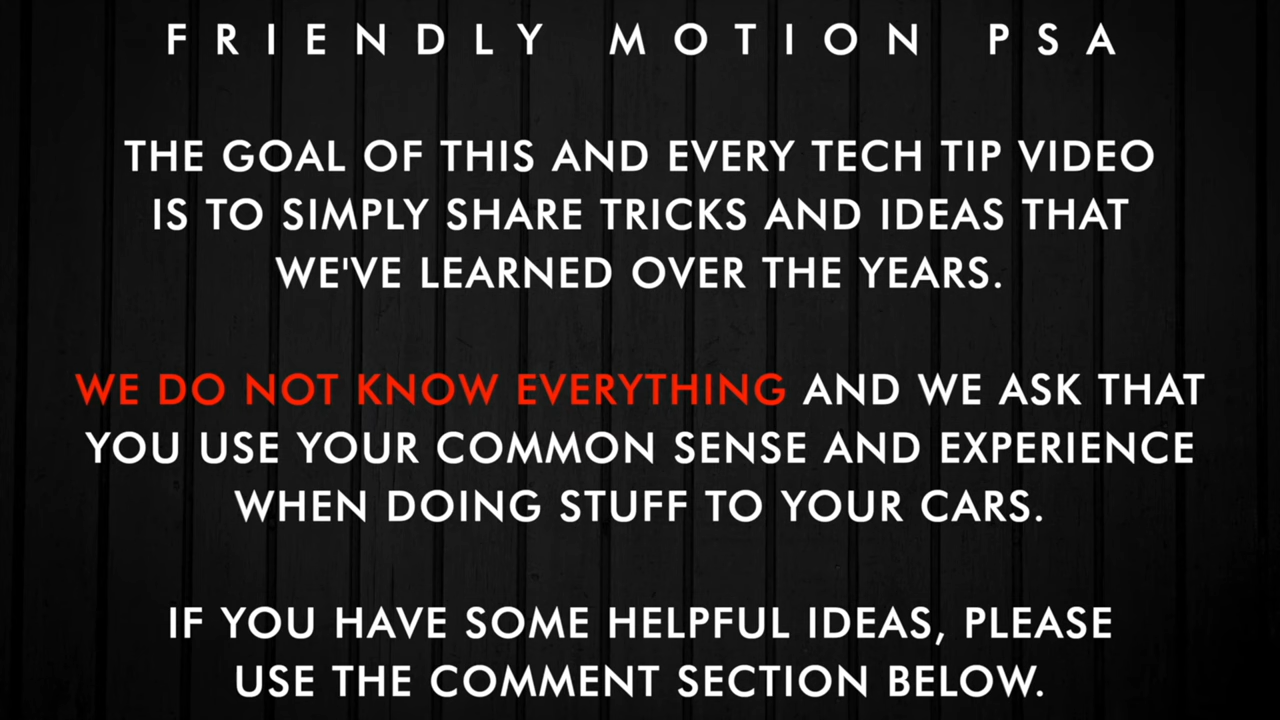 FRIENDLY MOTION PSA
THE GOAL OF THIS AND EVERY TECH TIP VIDEO
IS TO SIMPLY SHARE TRICKS AND IDEAS THAT
WE'VE LEARNED OVER THE YEARS.
WE DO NOT KNOW EVERYTHING AND WE ASK THAT
YOU USE YOUR COMMON SENSE AND EXPERIENCE
WHEN DOING STUFF TO YOUR CARS.
IF YOU HAVE SOME HELPFUL IDEAS, PLEASE
USE THE COMMENT SECTION BELOW.